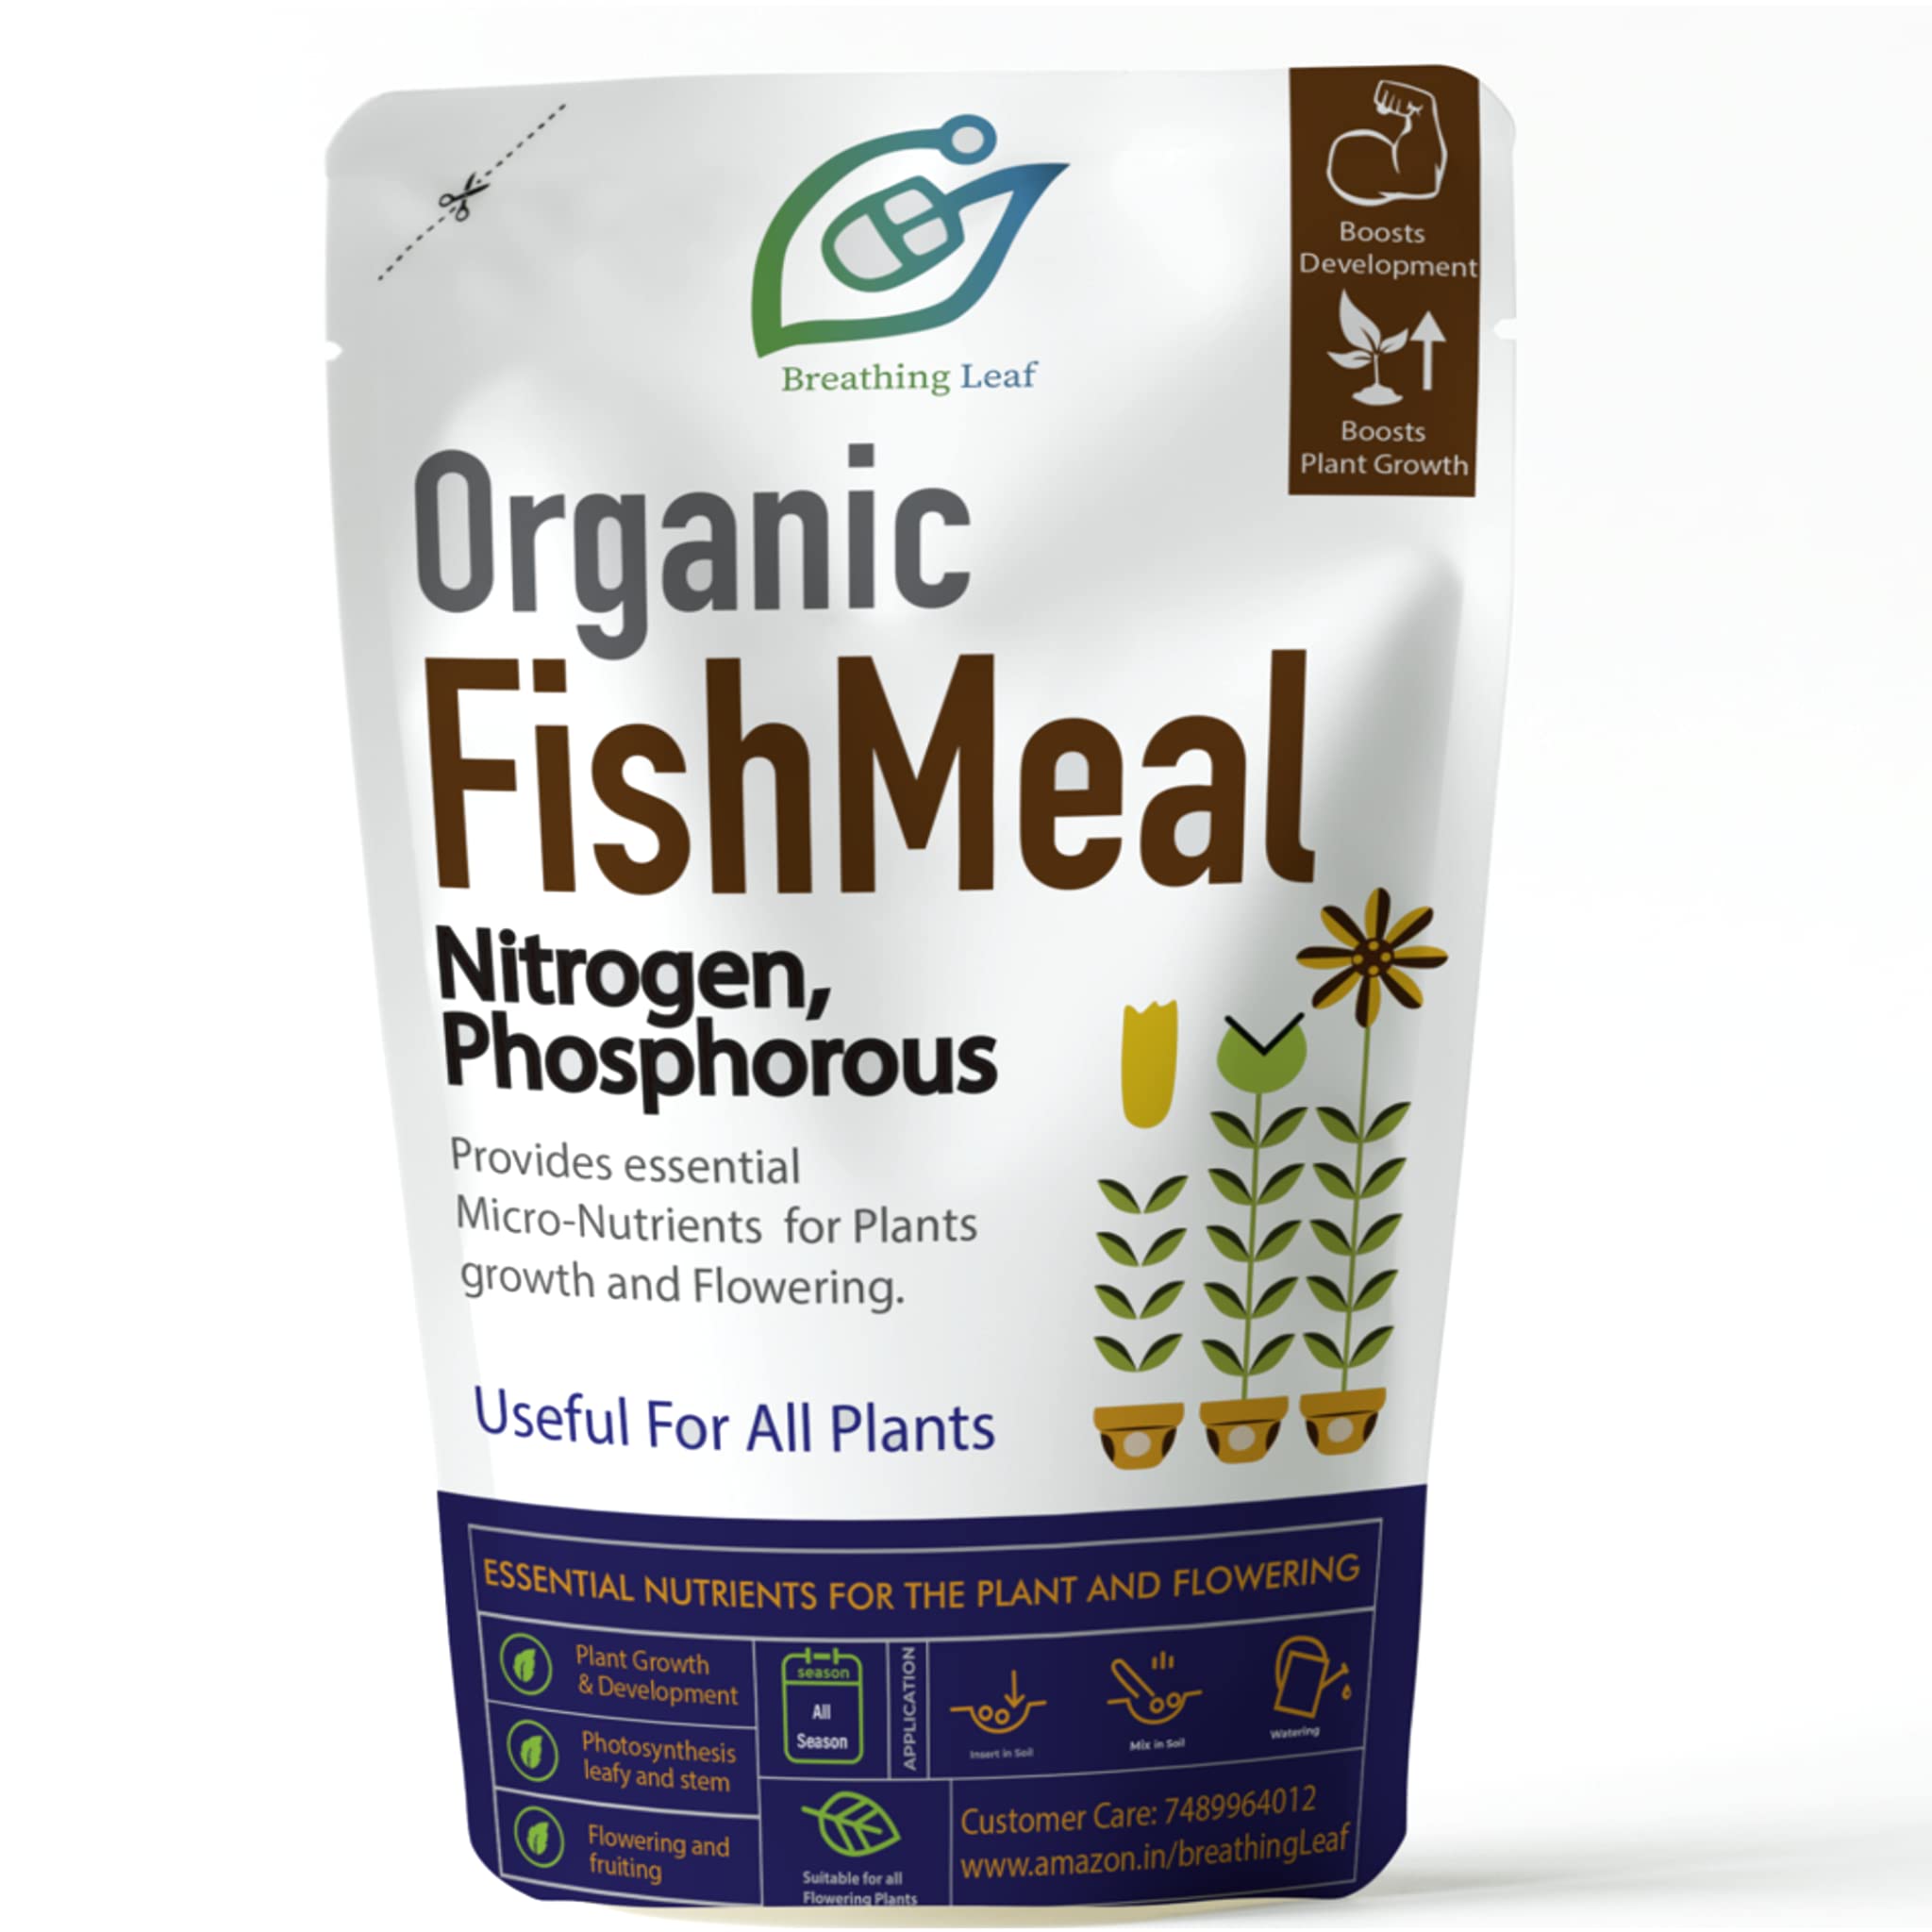 Breathing Leaf
Boosts
Development
Boosts
Plant Growth
Organic
FishMeal
Nitrogen,
Phosphorous
Provides essential
Micro-Nutrients for Plants
growth and Flowering.
Useful For All Plants
ESSENTIAL NUTRIENTS FOR THE PLANT AND FLOWERING
Plant Growth
& Development
Photosynthesis
leafy and stem
Flowering and
fruiting
season
All
Season
Suitable for all
Flowering Plants
APPLICATION
Insert in Soil
Mix in Soil
Watering
Customer Care: 7489964012
www.amazon.in/breathingLeaf